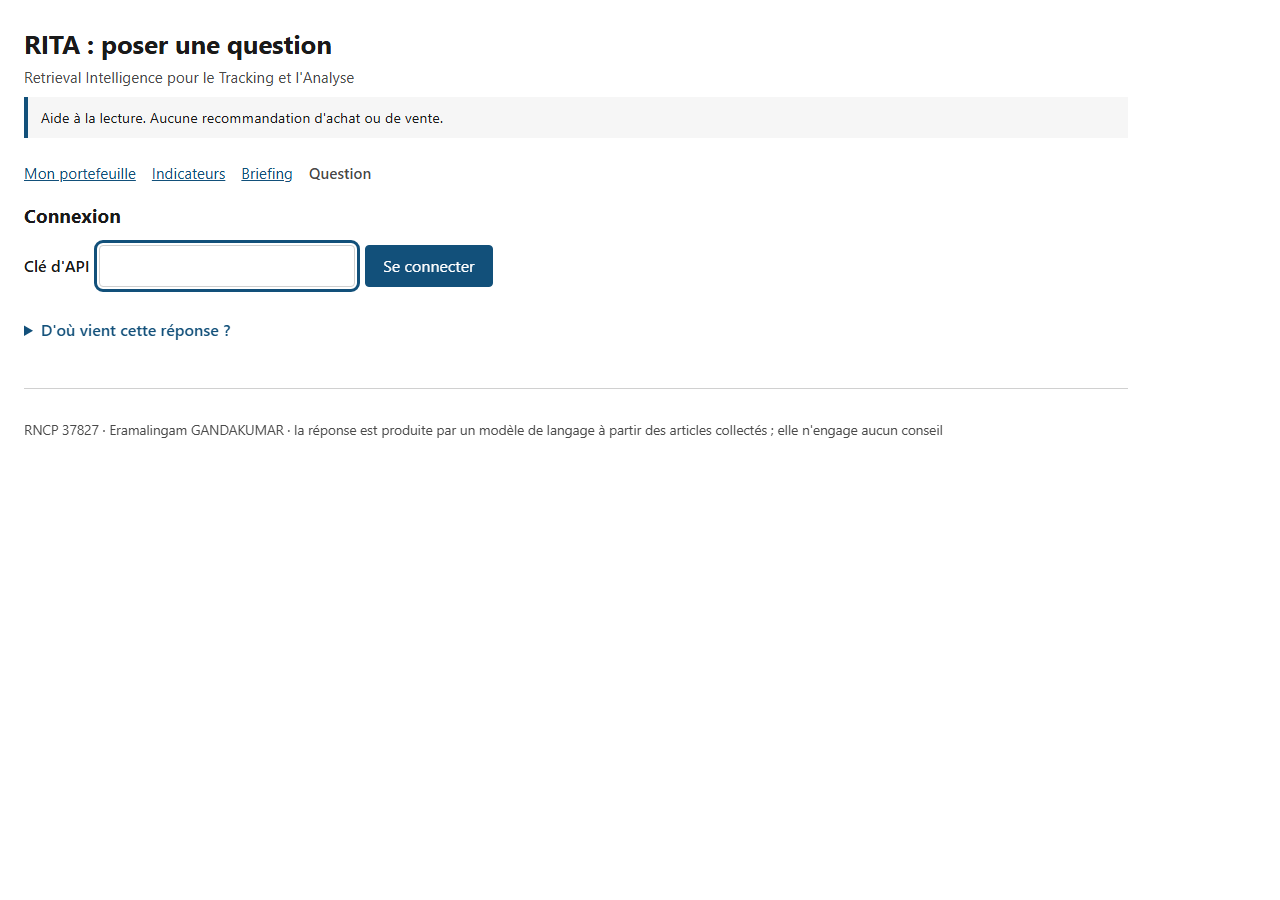 RITA : poser une question
Retrieval Intelligence pour le Tracking et l'Analyse
Aide à la lecture. Aucune recommandation d'achat ou de vente.
Mon portefeuille Indicateurs Briefing Question
Connexion
Clé d'API Se connecter
D'où vient cette réponse ?
RNCP 37827 · Eramalingam GANDAKUMAR · la réponse est produite par un modèle de langage à partir des articles collectés ; elle n'engage aucun conseil